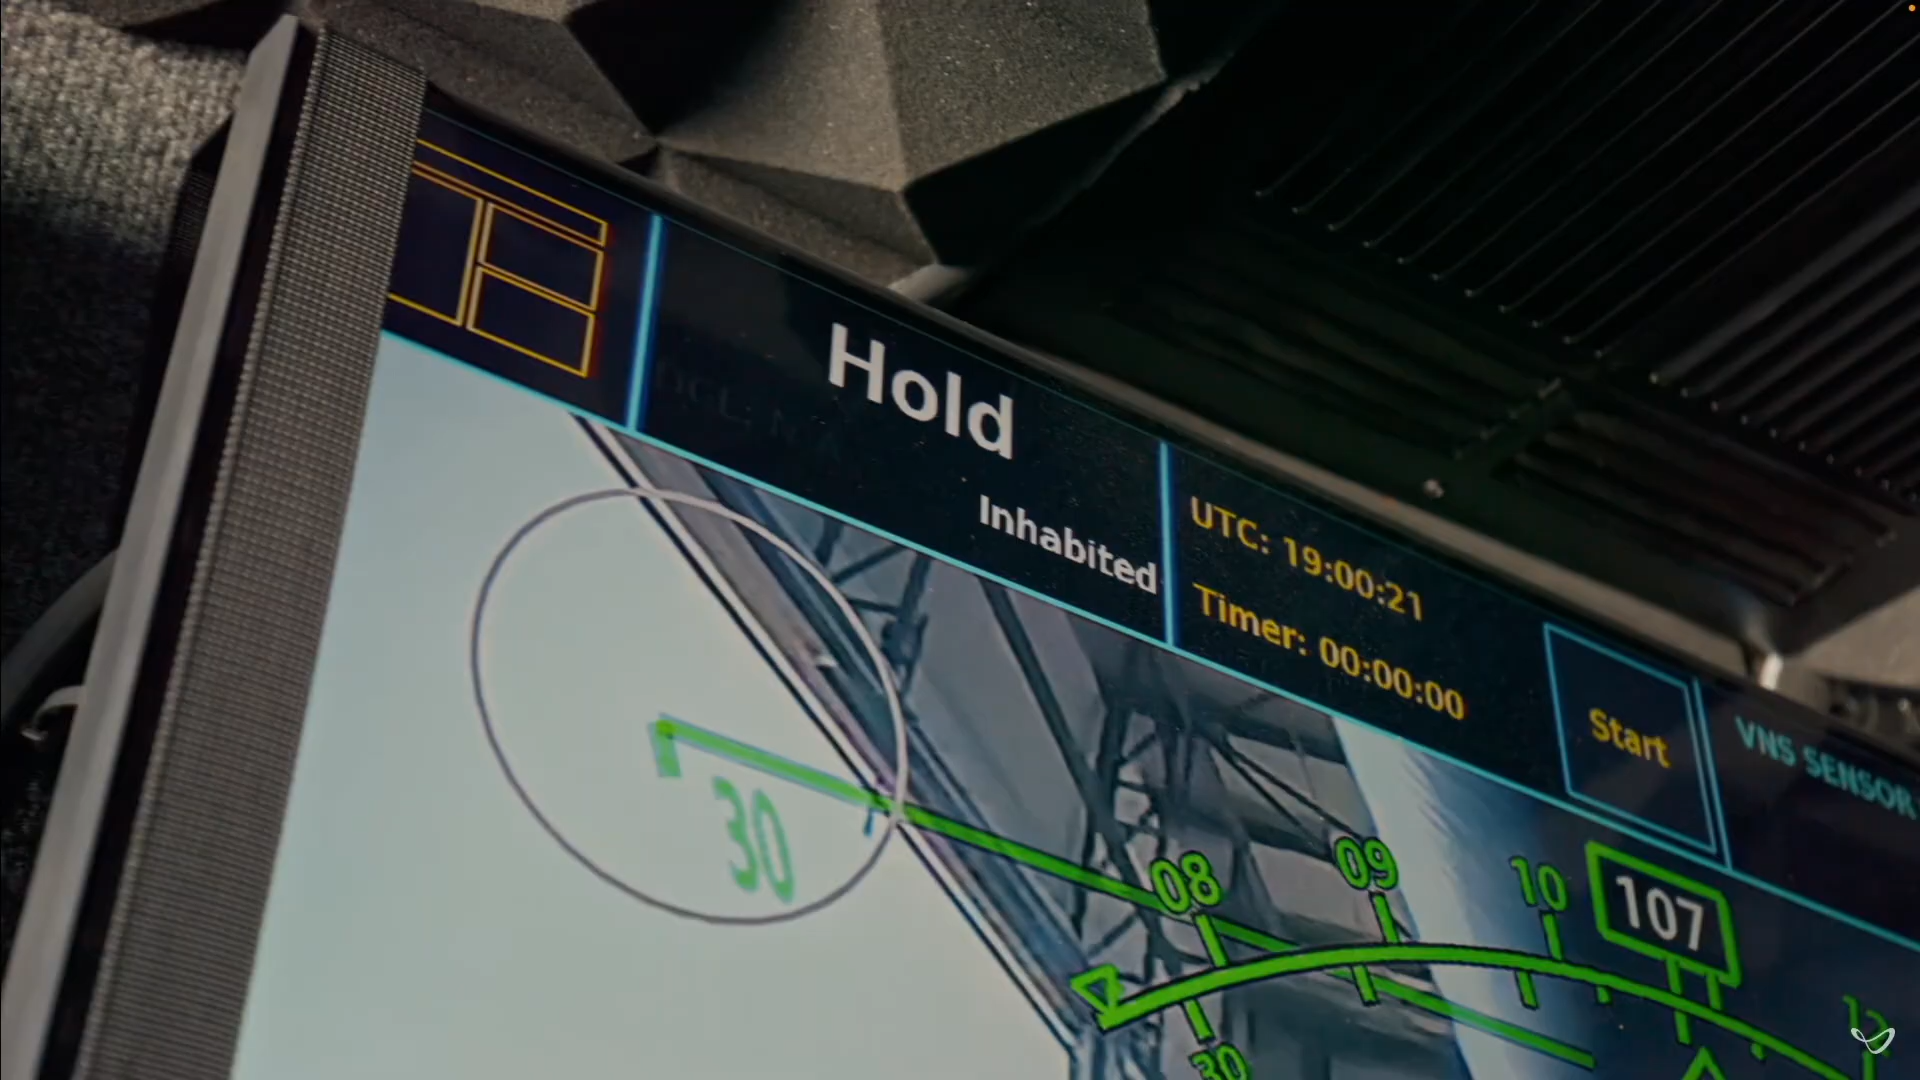 Hold
Inhabited
UTC: 19:00:21
Timer: 00:00:00
Start
VNS SENSOR
30
08
09
10
107
12
30